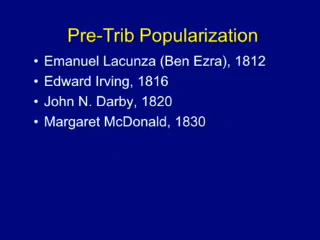 Pre-Trib Popularization
• Emanuel Lacunza (Ben Ezra), 1812
• Edward Irving, 1816
• John N. Darby, 1820
• Margaret McDonald, 1830